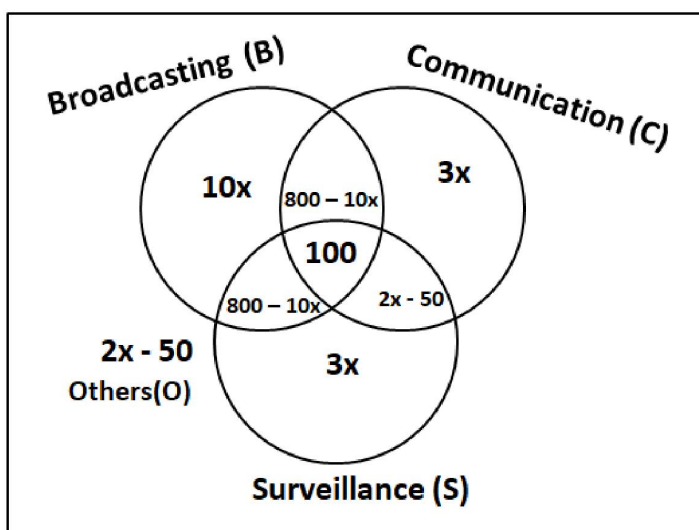 Broadcasting (B)
Communication (C)
10x
3x
800 – 10x
100
800 – 10x
2x - 50
2x - 50
Others(O)
3x
Surveillance (S)